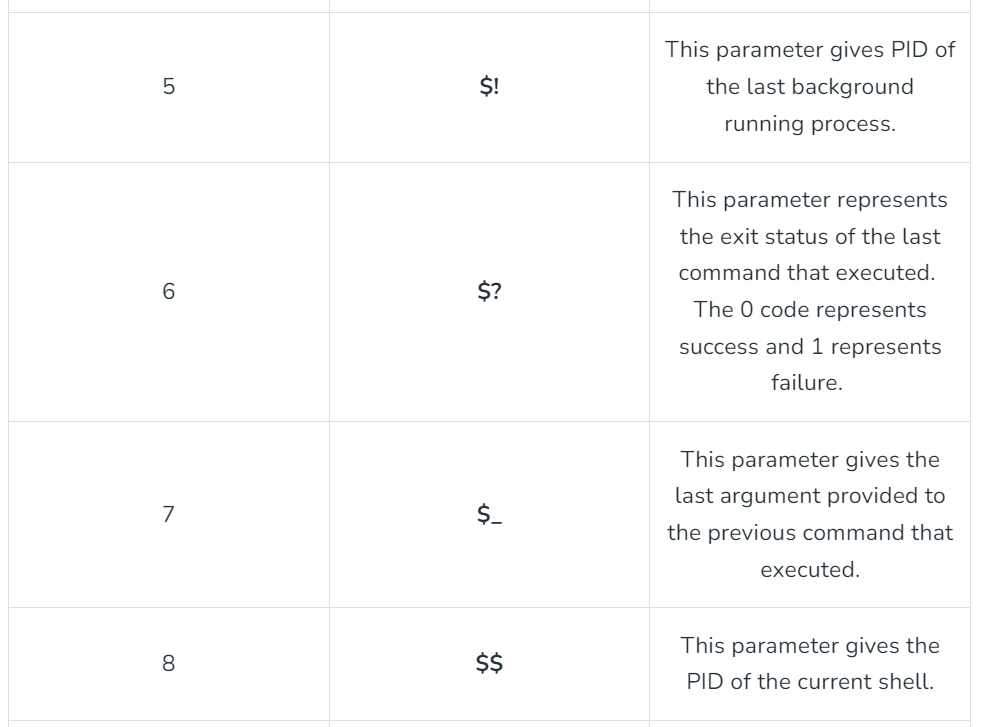 5
$!
This parameter gives PID of
the last background
running process.
6
$?
This parameter represents
the exit status of the last
command that executed.
The 0 code represents
success and 1 represents
failure.
7
$_
This parameter gives the
last argument provided to
the previous command that
executed.
8
$$
This parameter gives the
PID of the current shell.